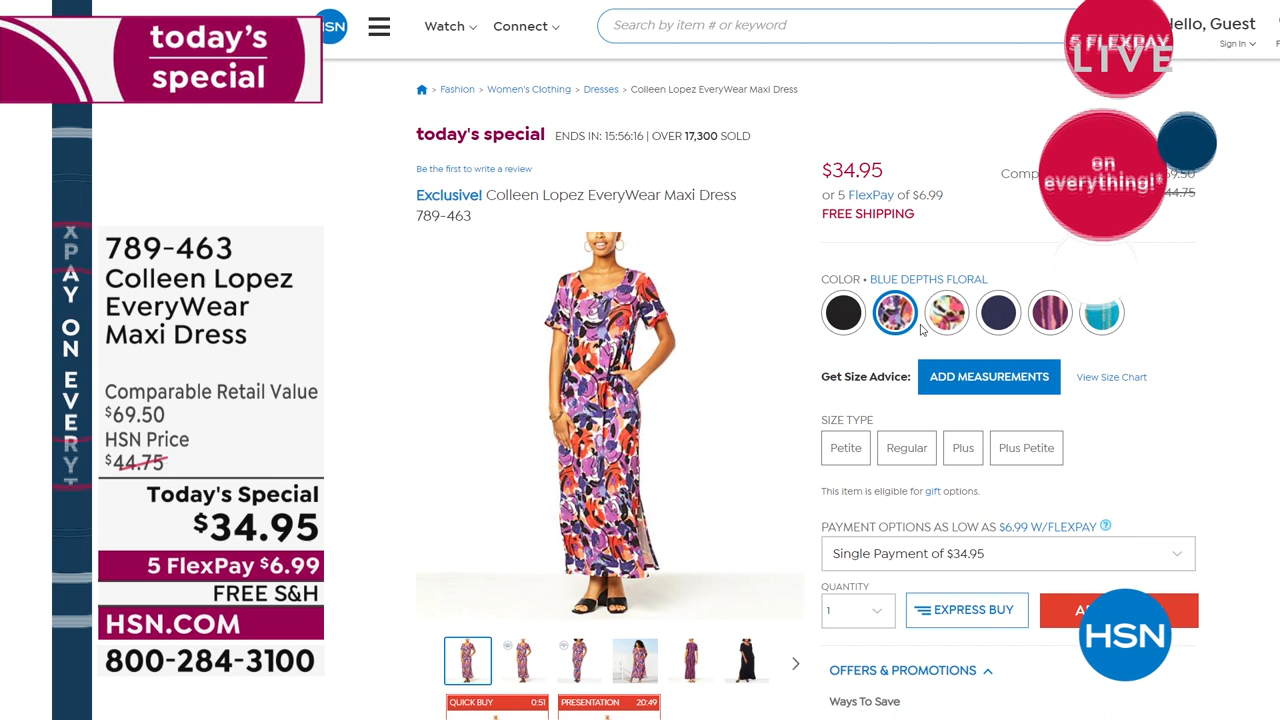 today's
special
HSN
Watch
Connect
Search by item # or keyword
Hello, Guest
Sign In
5 FLEXPAY
LIVE
on
everything!*
Fashion > Women's Clothing > Dresses > Colleen Lopez EveryWear Maxi Dress
today's special ENDS IN: 15:56:16 | OVER 17,300 SOLD
Be the first to write a review
Exclusive! Colleen Lopez EveryWear Maxi Dress
789-463
$34.95
or 5 FlexPay of $6.99
FREE SHIPPING
COLOR • BLUE DEPTHS FLORAL
Get Size Advice: ADD MEASUREMENTS View Size Chart
SIZE TYPE
Petite Regular Plus Plus Petite
This item is eligible for gift options.
PAYMENT OPTIONS AS LOW AS $6.99 W/FLEXPAY ?
Single Payment of $34.95
QUANTITY
1 EXPRESS BUY
HSN
OFFERS & PROMOTIONS
Ways To Save
QUICK BUY 0:51
PRESENTATION 20:49
XPAY ON EVERYT
789-463
Colleen Lopez
EveryWear
Maxi Dress
Comparable Retail Value
$69.50
HSN Price
$44.75
Today's Special
$34.95
5 FlexPay $6.99
FREE S&H
HSN.COM
800-284-3100